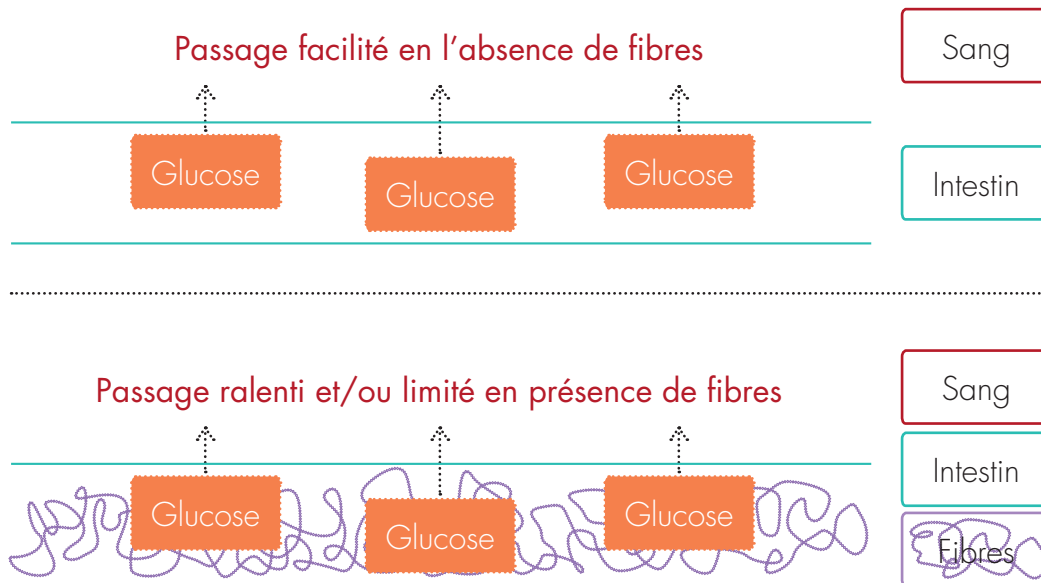 Passage facilité en l’absence de fibres
Sang
Glucose
Glucose
Glucose
Intestin
Passage ralenti et/ou limité en présence de fibres
Sang
Intestin
Glucose
Glucose
Glucose
Fibres